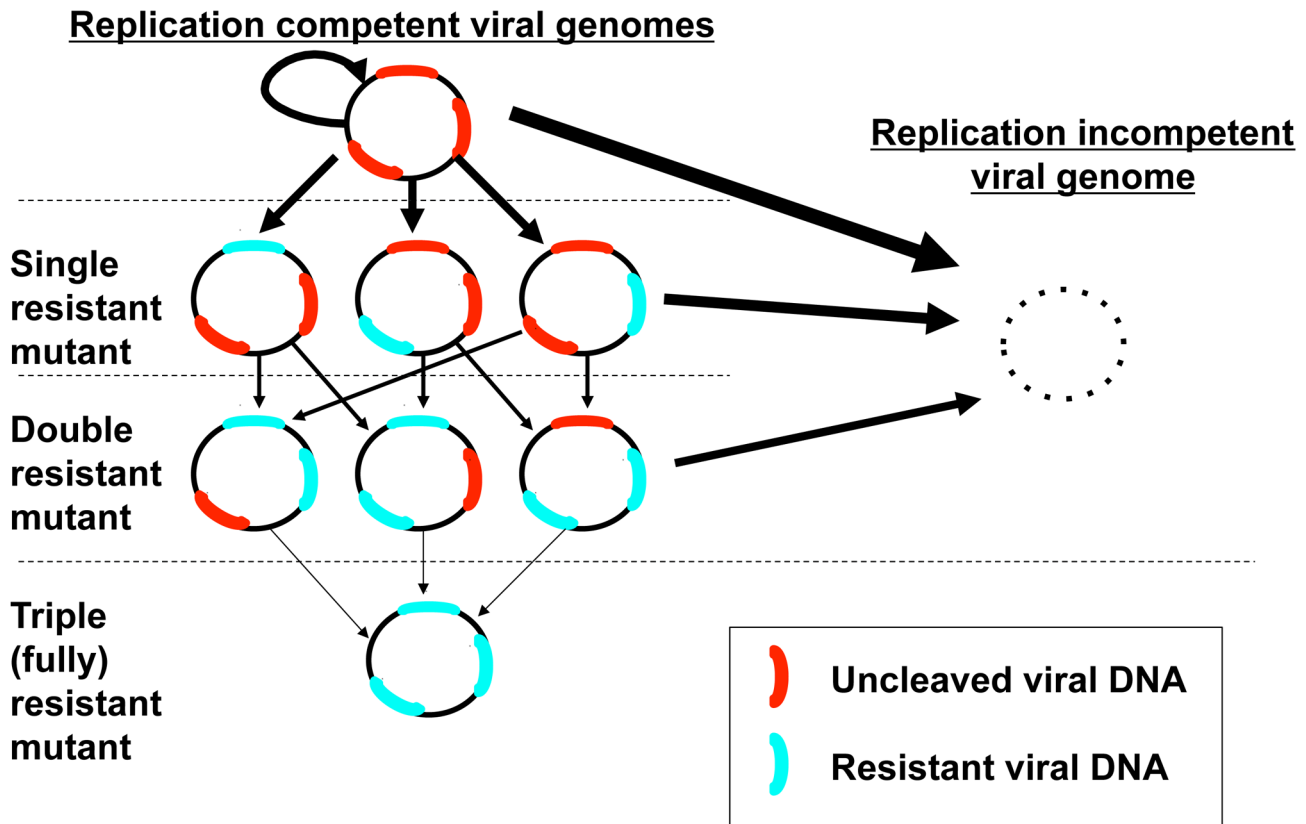 Replication competent viral genomes
Replication incompetent
viral genome
Single
resistant
mutant
Double
resistant
mutant
Triple
(fully)
resistant
mutant
Uncleaved viral DNA
Resistant viral DNA